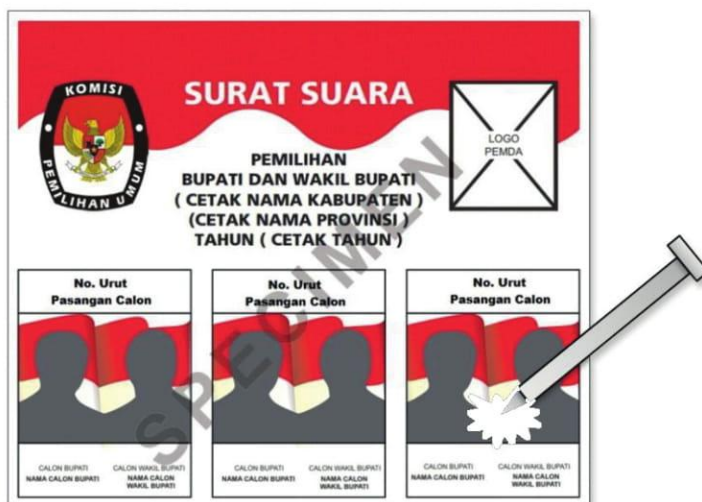 KOMISI
PEMILIHAN UMUM
SURAT SUARA
LOGO
PEMDA
PEMILIHAN
BUPATI DAN WAKIL BUPATI
( CETAK NAMA KABUPATEN )
(CETAK NAMA PROVINSI )
TAHUN ( CETAK TAHUN )
SPECIMEN
No. Urut
Pasangan Calon
CALON BUPATI
NAMA CALON BUPATI
CALON WAKIL BUPATI
NAMA CALON
WAKIL BUPATI
No. Urut
Pasangan Calon
CALON BUPATI
NAMA CALON BUPATI
CALON WAKIL BUPATI
NAMA CALON
WAKIL BUPATI
No. Urut
Pasangan Calon
CALON BUPATI
NAMA CALON BUPATI
CALON WAKIL BUPATI
NAMA CALON
WAKIL BUPATI